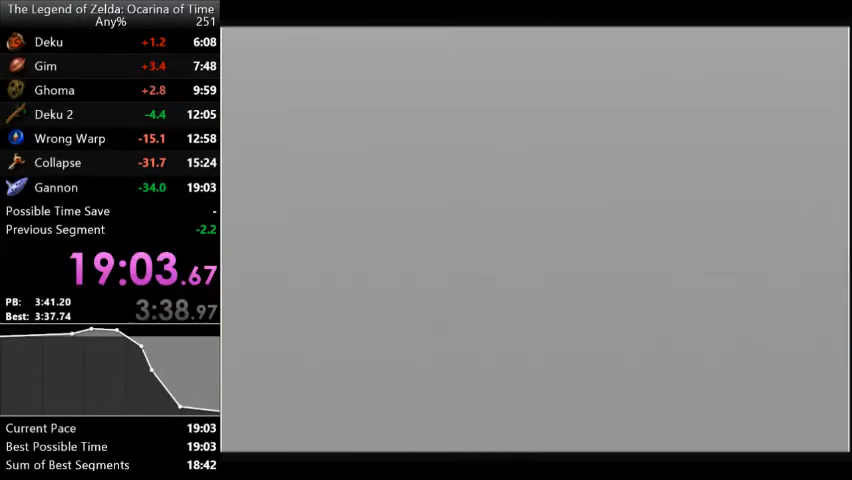 The Legend of Zelda: Ocarina of Time
Any% 251
Deku +1.2 6:08
Gim +3.4 7:48
Ghoma +2.8 9:59
Deku 2 -4.4 12:05
Wrong Warp -15.1 12:58
Collapse -31.7 15:24
Gannon -34.0 19:03
Possible Time Save -
Previous Segment -2.2
19:03.67
PB: 3:41.20
Best: 3:37.74
3:38.97
Current Pace 19:03
Best Possible Time 19:03
Sum of Best Segments 18:42